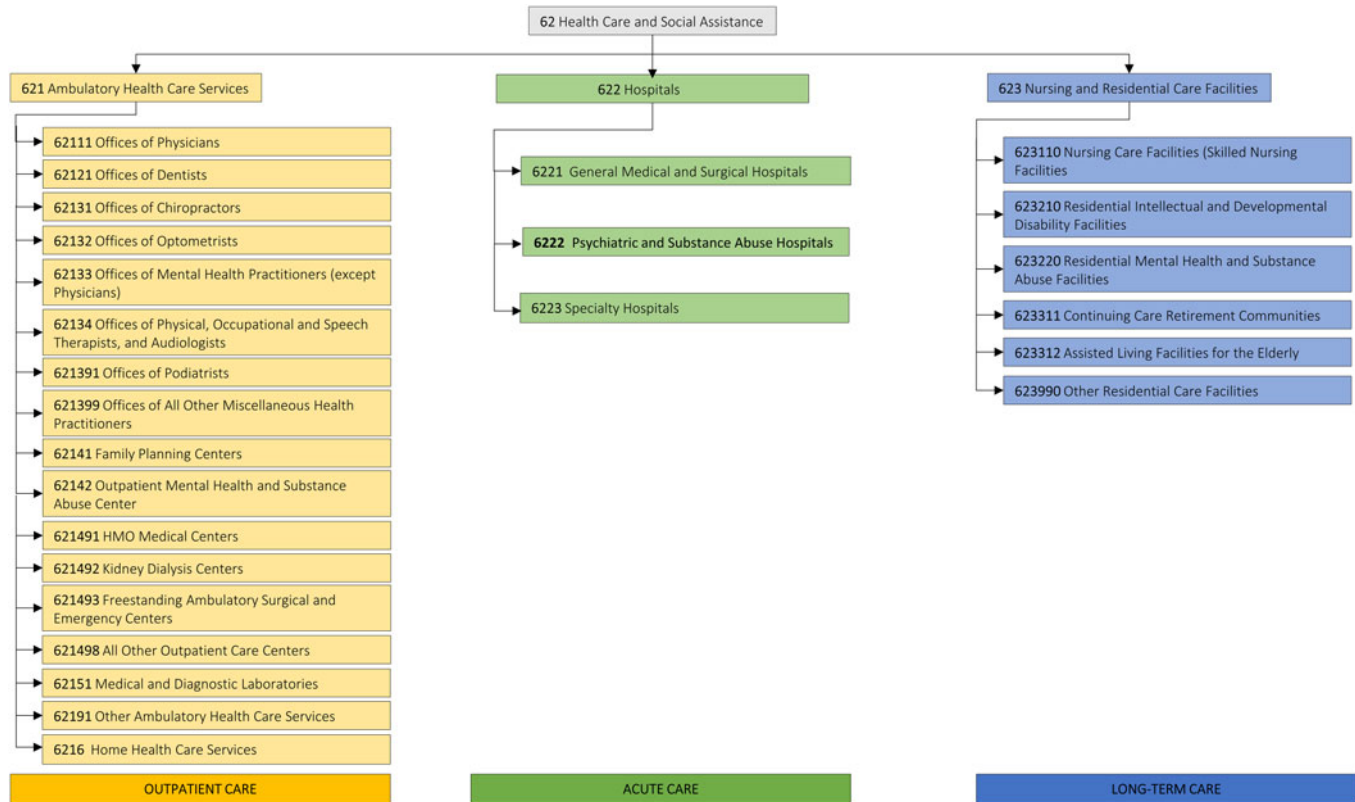 62 Health Care and Social Assistance
621 Ambulatory Health Care Services
62111 Offices of Physicians
62121 Offices of Dentists
62131 Offices of Chiropractors
62132 Offices of Optometrists
62133 Offices of Mental Health Practitioners (except
Physicians)
62134 Offices of Physical, Occupational and Speech
Therapists, and Audiologists
621391 Offices of Podiatrists
621399 Offices of All Other Miscellaneous Health
Practitioners
62141 Family Planning Centers
62142 Outpatient Mental Health and Substance
Abuse Center
621491 HMO Medical Centers
621492 Kidney Dialysis Centers
621493 Freestanding Ambulatory Surgical and
Emergency Centers
621498 All Other Outpatient Care Centers
62151 Medical and Diagnostic Laboratories
62191 Other Ambulatory Health Care Services
6216 Home Health Care Services
OUTPATIENT CARE
622 Hospitals
6221 General Medical and Surgical Hospitals
6222 Psychiatric and Substance Abuse Hospitals
6223 Specialty Hospitals
ACUTE CARE
623 Nursing and Residential Care Facilities
623110 Nursing Care Facilities (Skilled Nursing
Facilities
623210 Residential Intellectual and Developmental
Disability Facilities
623220 Residential Mental Health and Substance
Abuse Facilities
623311 Continuing Care Retirement Communities
623312 Assisted Living Facilities for the Elderly
623990 Other Residential Care Facilities
LONG-TERM CARE